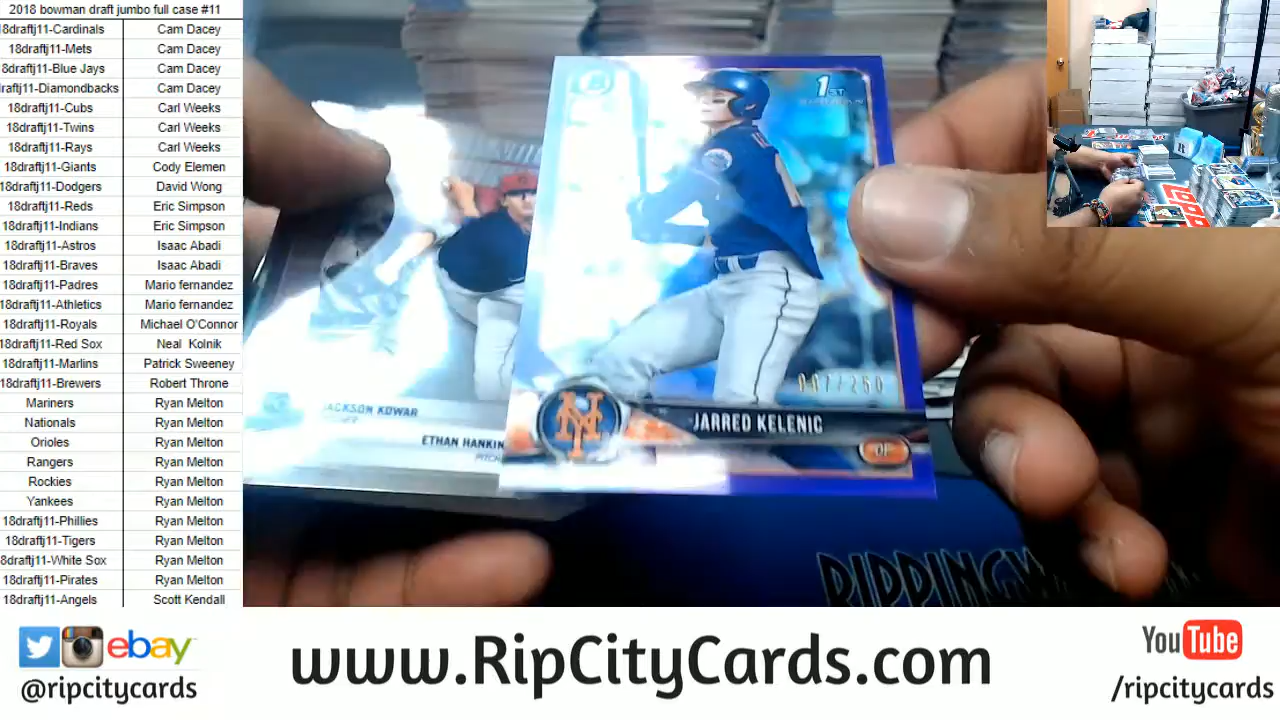 2018 bowman draft jumbo full case #11
18draftj11-Cardinals Cam Dacey
18draftj11-Mets Cam Dacey
8draftj11-Blue Jays Cam Dacey
draftj11-Diamondbacks Cam Dacey
18draftj11-Cubs Carl Weeks
18draftj11-Twins Carl Weeks
18draftj11-Rays Carl Weeks
18draftj11-Giants Cody Elemen
18draftj11-Dodgers David Wong
18draftj11-Reds Eric Simpson
18draftj11-Indians Eric Simpson
18draftj11-Astros Isaac Abadi
18draftj11-Braves Isaac Abadi
18draftj11-Padres Mario fernandez
18draftj11-Athletics Mario fernandez
18draftj11-Royals Michael O'Connor
18draftj11-Red Sox Neal Kolnik
18draftj11-Marlins Patrick Sweeney
18draftj11-Brewers Robert Throne
Mariners Ryan Melton
Nationals Ryan Melton
Orioles Ryan Melton
Rangers Ryan Melton
Rockies Ryan Melton
Yankees Ryan Melton
18draftj11-Phillies Ryan Melton
18draftj11-Tigers Ryan Melton
8draftj11-White Sox Ryan Melton
18draftj11-Pirates Ryan Melton
18draftj11-Angels Scott Kendall
1ST
NY
JARRED KELENIC
OF
JACKSON KOWAR
ETHAN HANKIN
RIPPINGW
ebay
@ripcitycards
www.RipCityCards.com
YouTube
/ripcitycards